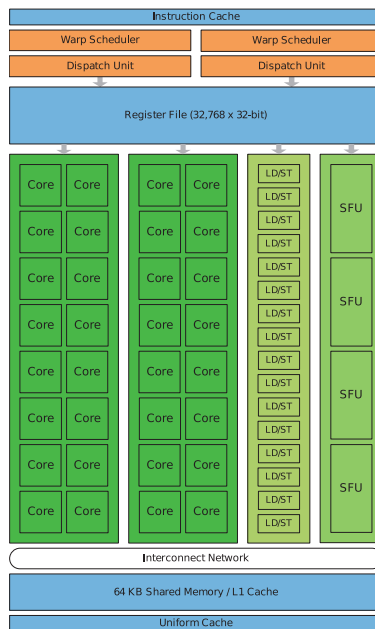 Instruction Cache
Warp Scheduler Warp Scheduler
Dispatch Unit Dispatch Unit
Register File (32,768 x 32-bit)
Core Core Core Core LD/ST SFU
LD/ST
Core Core Core Core LD/ST
LD/ST
Core Core Core Core LD/ST SFU
LD/ST
Core Core Core Core LD/ST
LD/ST
Core Core Core Core LD/ST SFU
LD/ST
Core Core Core Core LD/ST
LD/ST
Core Core Core Core LD/ST SFU
LD/ST
Core Core Core Core LD/ST
LD/ST
Interconnect Network
64 KB Shared Memory / L1 Cache
Uniform Cache